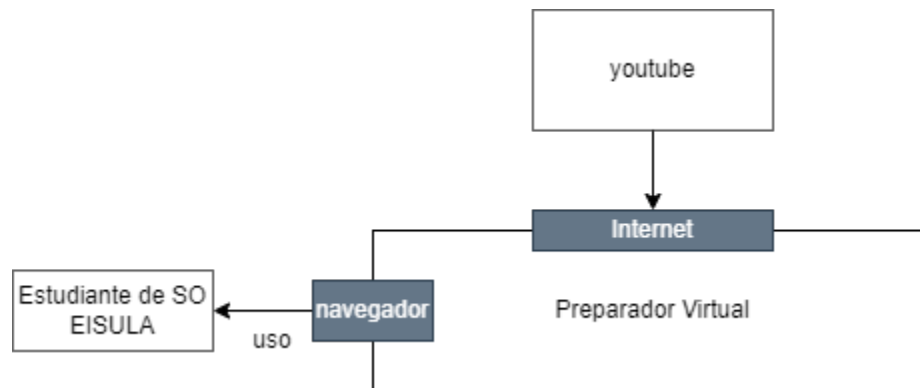 youtube
Internet
Estudiante de SO
EISULA
navegador
uso
Preparador Virtual